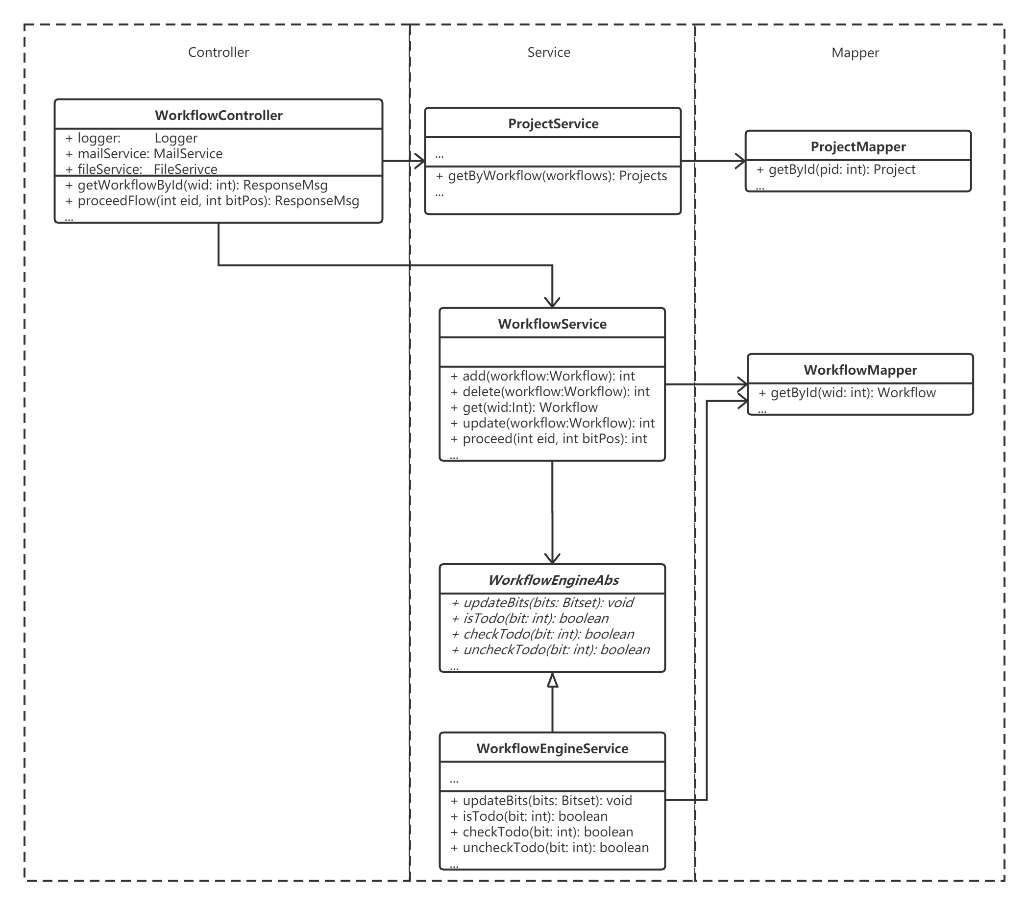 Controller
Service
Mapper
WorkflowController
+ logger: Logger
+ mailService: MailService
+ fileService: FileSerivce
+ getWorkflowById(wid: int): ResponseMsg
+ proceedFlow(int eid, int bitPos): ResponseMsg
...
ProjectService
...
+ getByWorkflow(workflows): Projects
...
ProjectMapper
+ getById(pid: int): Project
...
WorkflowService
+ add(workflow:Workflow): int
+ delete(workflow:Workflow): int
+ get(wid:Int): Workflow
+ update(workflow:Workflow): int
+ proceed(int eid, int bitPos): int
...
WorkflowMapper
+ getById(wid: int): Workflow
...
WorkflowEngineAbs
+ updateBits(bits: Bitset): void
+ isTodo(bit: int): boolean
+ checkTodo(bit: int): boolean
+ uncheckTodo(bit: int): boolean
...
WorkflowEngineService
...
+ updateBits(bits: Bitset): void
+ isTodo(bit: int): boolean
+ checkTodo(bit: int): boolean
+ uncheckTodo(bit: int): boolean
...